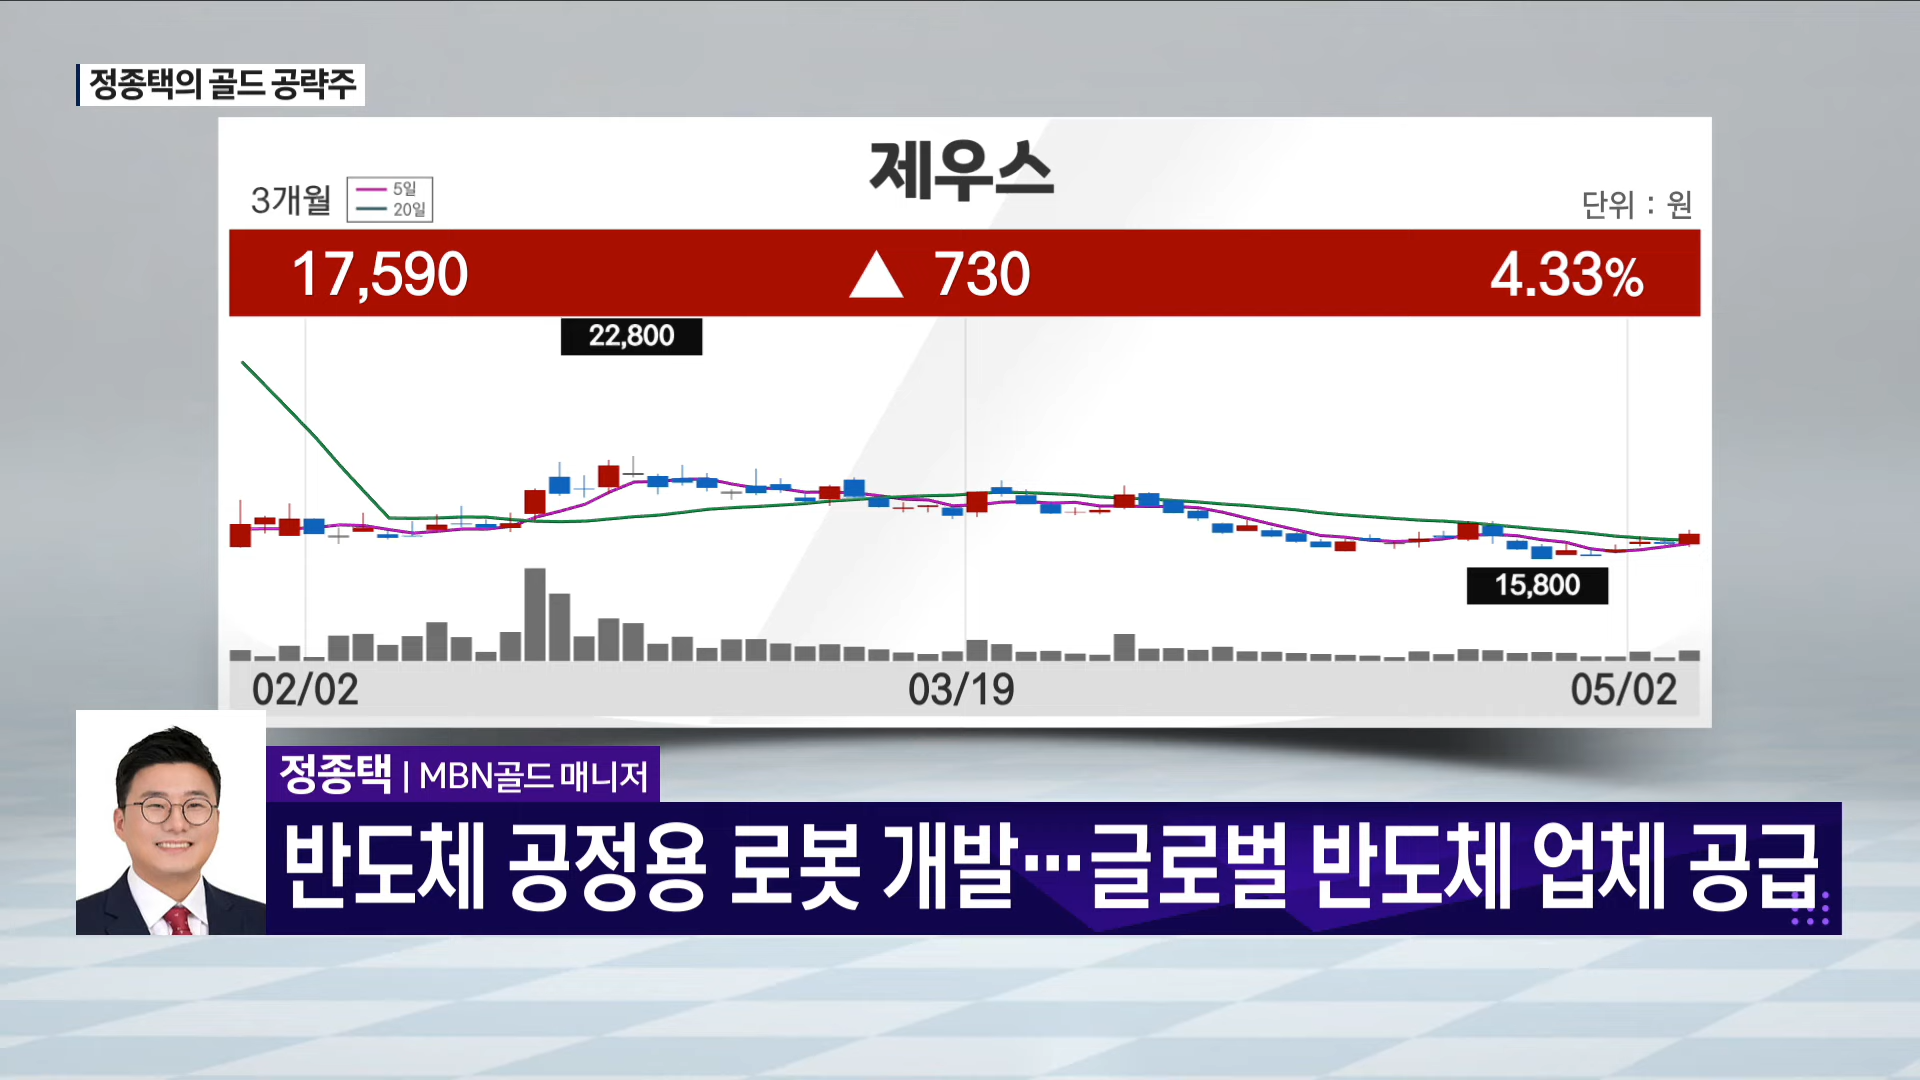 정종택의 골드 공략주
제우스
3개월
5일
20일
단위 : 원
17,590 ▲ 730 4.33%
22,800
15,800
02/02 03/19 05/02
정종택 | MBN골드 매니저
반도체 공정용 로봇 개발…글로벌 반도체 업체 공급